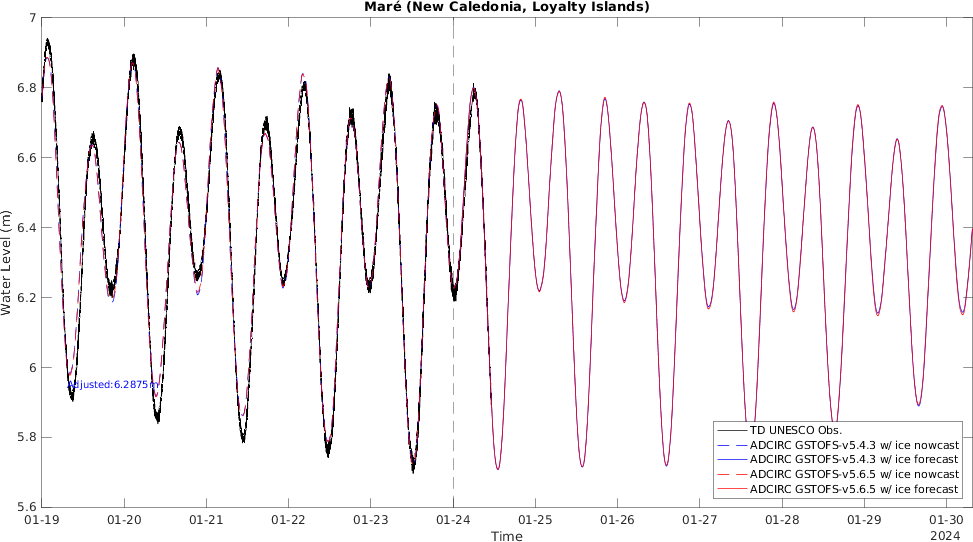 Maré (New Caledonia, Loyalty Islands)
7
6.8
6.6
6.4
6.2
6
5.8
5.6
Water Level (m)
Adjusted:6.2875m
TD UNESCO Obs.
ADCIRC GSTOFS-v5.4.3 w/ ice nowcast
ADCIRC GSTOFS-v5.4.3 w/ ice forecast
ADCIRC GSTOFS-v5.6.5 w/ ice nowcast
ADCIRC GSTOFS-v5.6.5 w/ ice forecast
01-19 01-20 01-21 01-22 01-23 01-24 01-25 01-26 01-27 01-28 01-29 01-30
Time
2024